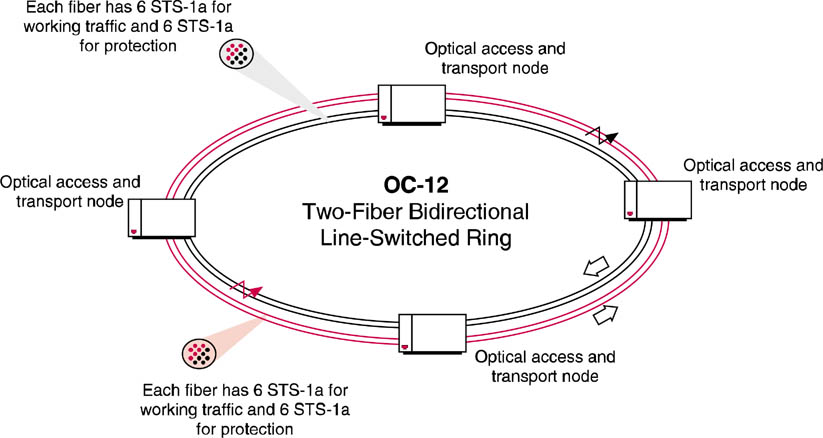 Each fiber has 6 STS-1a for
working traffic and 6 STS-1a
for protection
Optical access and
transport node
Optical access and
transport node
Optical access and
transport node
OC-12
Two-Fiber Bidirectional
Line-Switched Ring
Optical access and
transport node
Each fiber has 6 STS-1a for
working traffic and 6 STS-1a
for protection